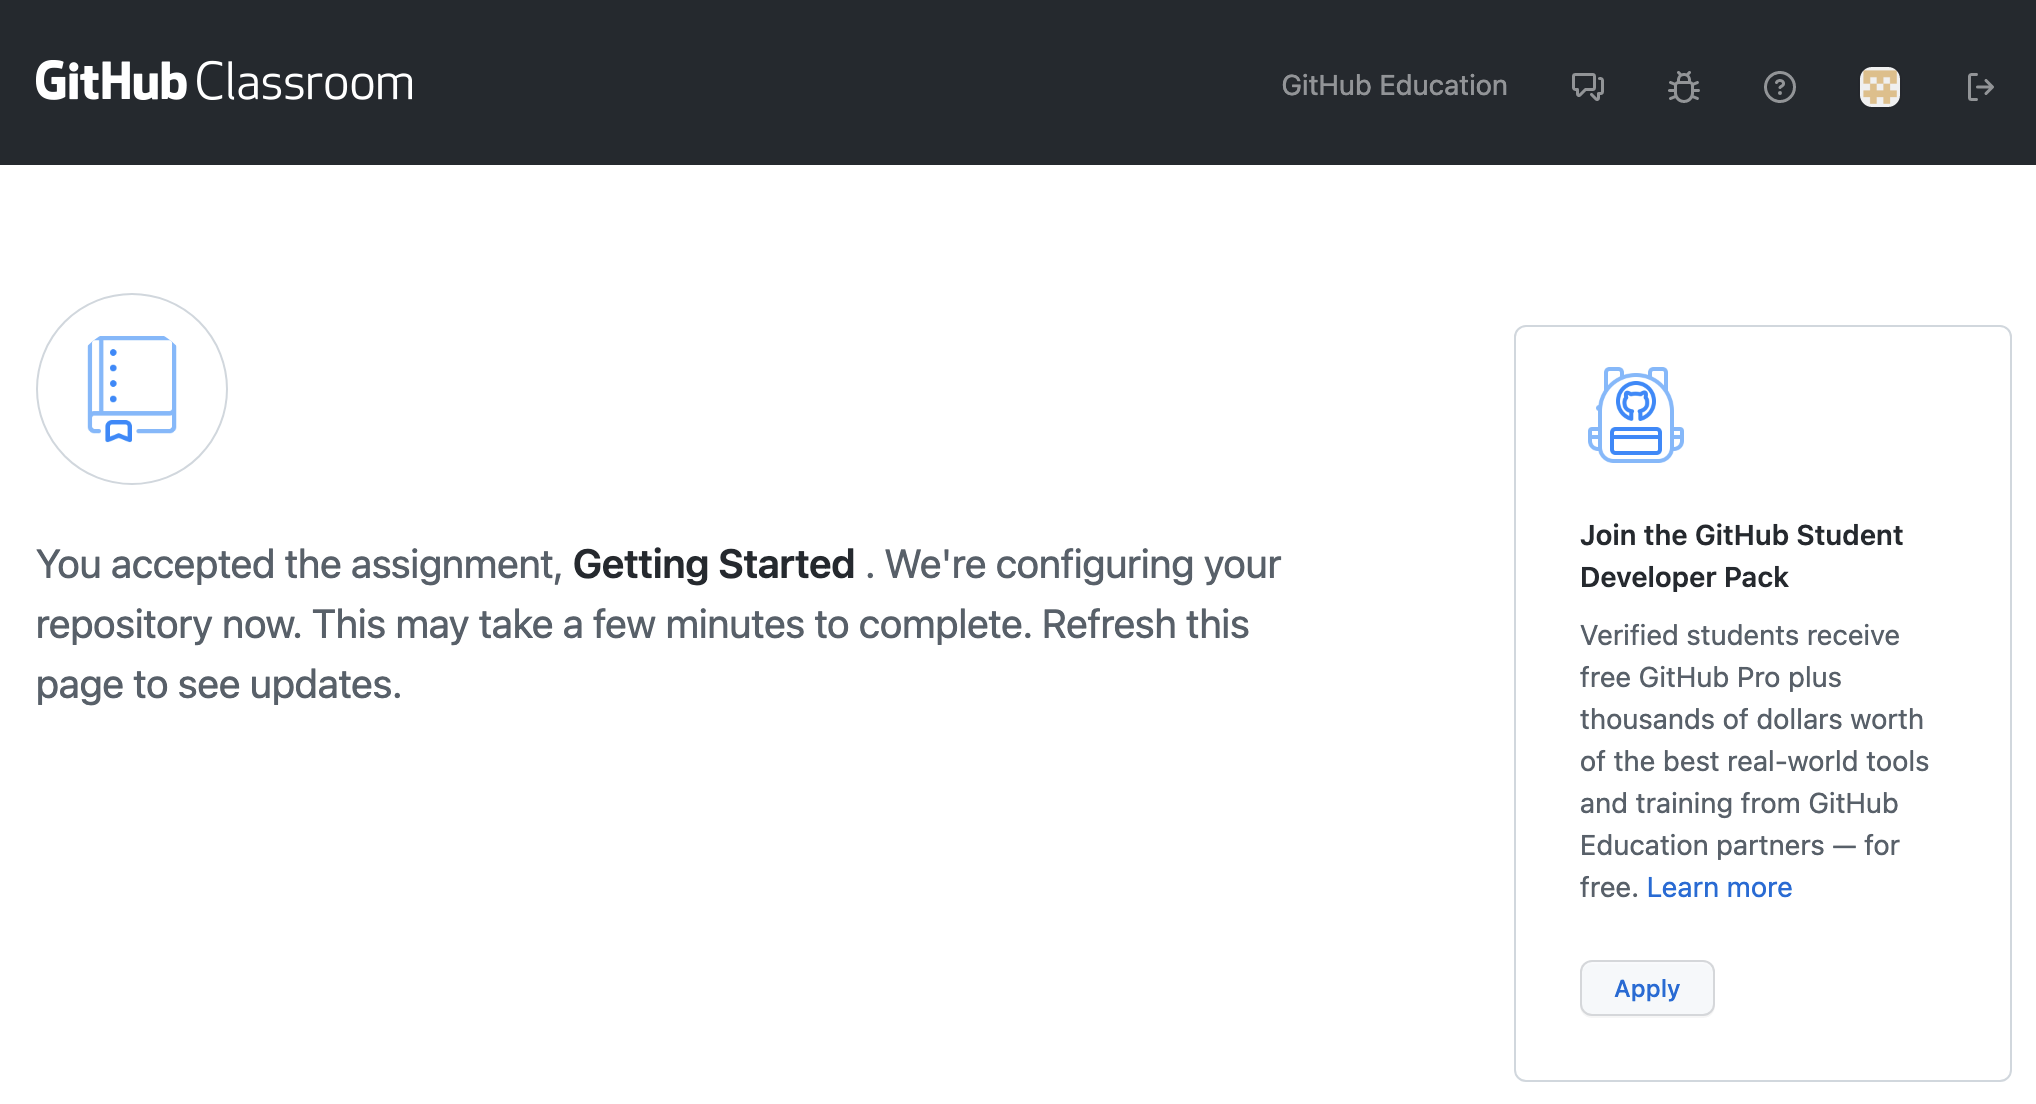 GitHub Classroom
GitHub Education
You accepted the assignment, Getting Started . We're configuring your
repository now. This may take a few minutes to complete. Refresh this
page to see updates.
Join the GitHub Student
Developer Pack
Verified students receive
free GitHub Pro plus
thousands of dollars worth
of the best real-world tools
and training from GitHub
Education partners — for
free. Learn more
Apply